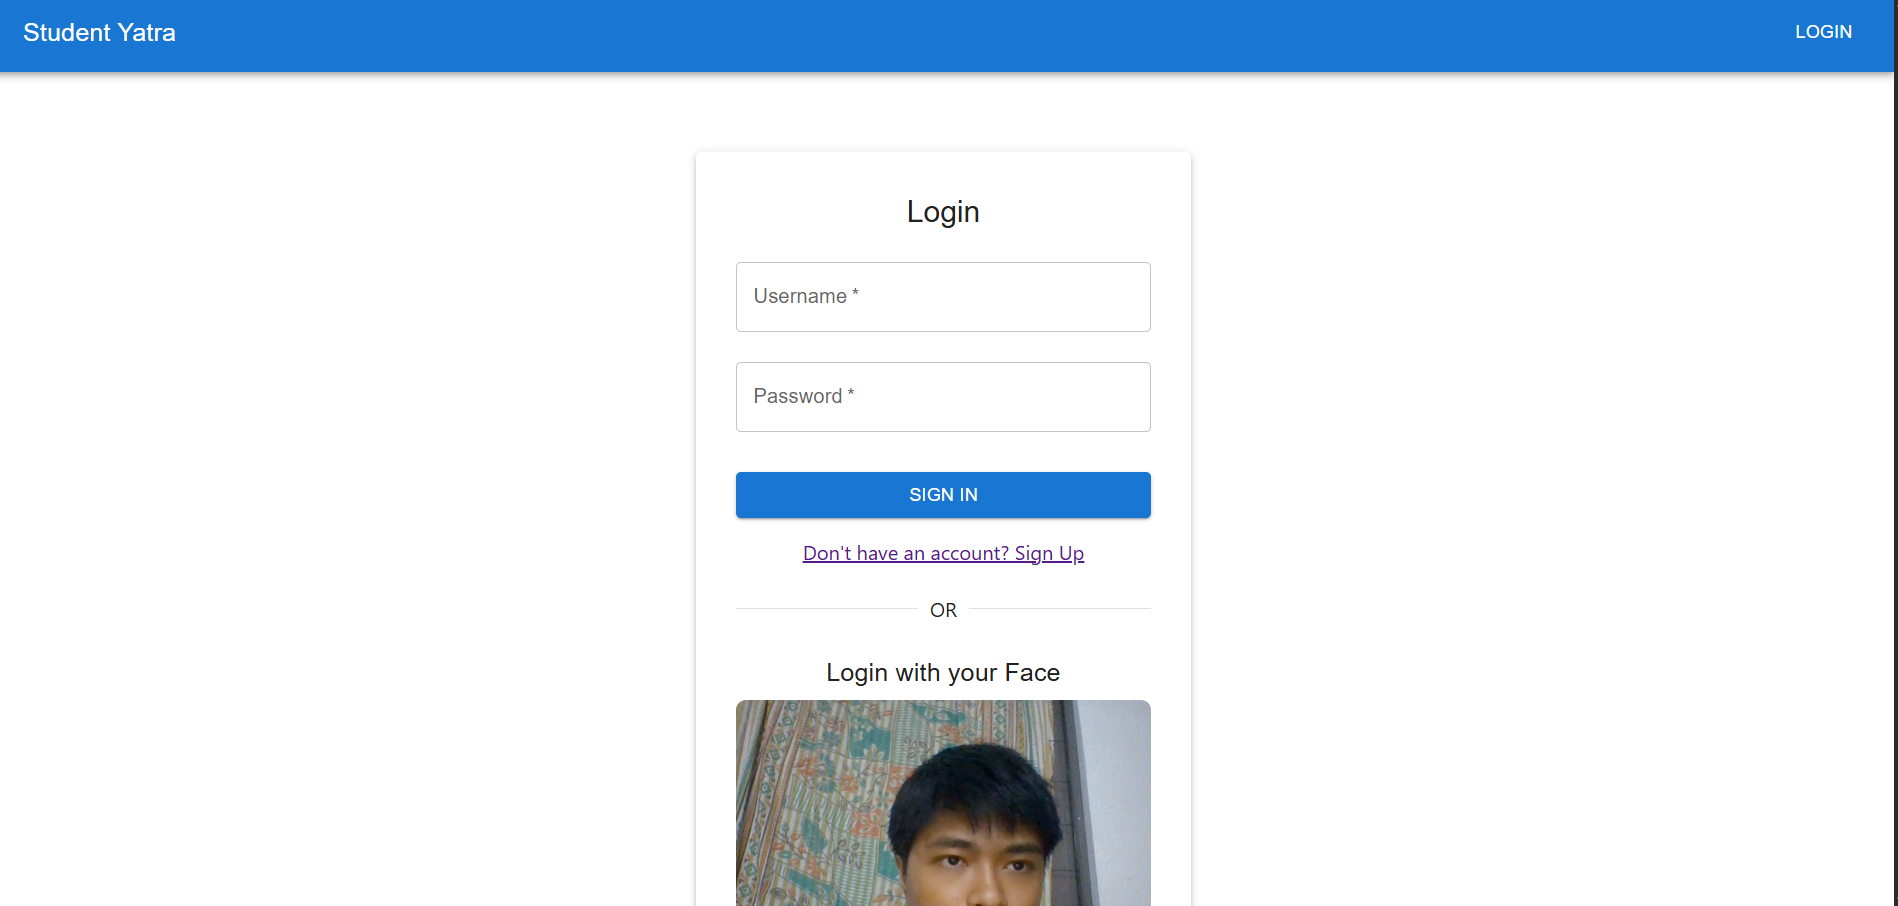 Student Yatra
LOGIN
Login
Username *
Password *
SIGN IN
Don't have an account? Sign Up
OR
Login with your Face